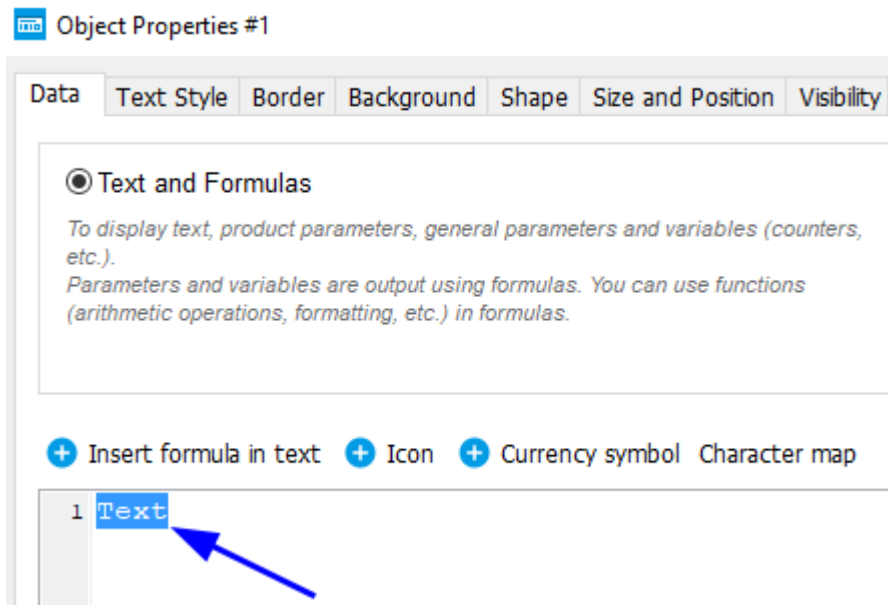 Object Properties #1
Data Text Style Border Background Shape Size and Position Visibility
Text and Formulas
To display text, product parameters, general parameters and variables (counters,
etc.).
Parameters and variables are output using formulas. You can use functions
(arithmetic operations, formatting, etc.) in formulas.
Insert formula in text Icon Currency symbol Character map
1 Text